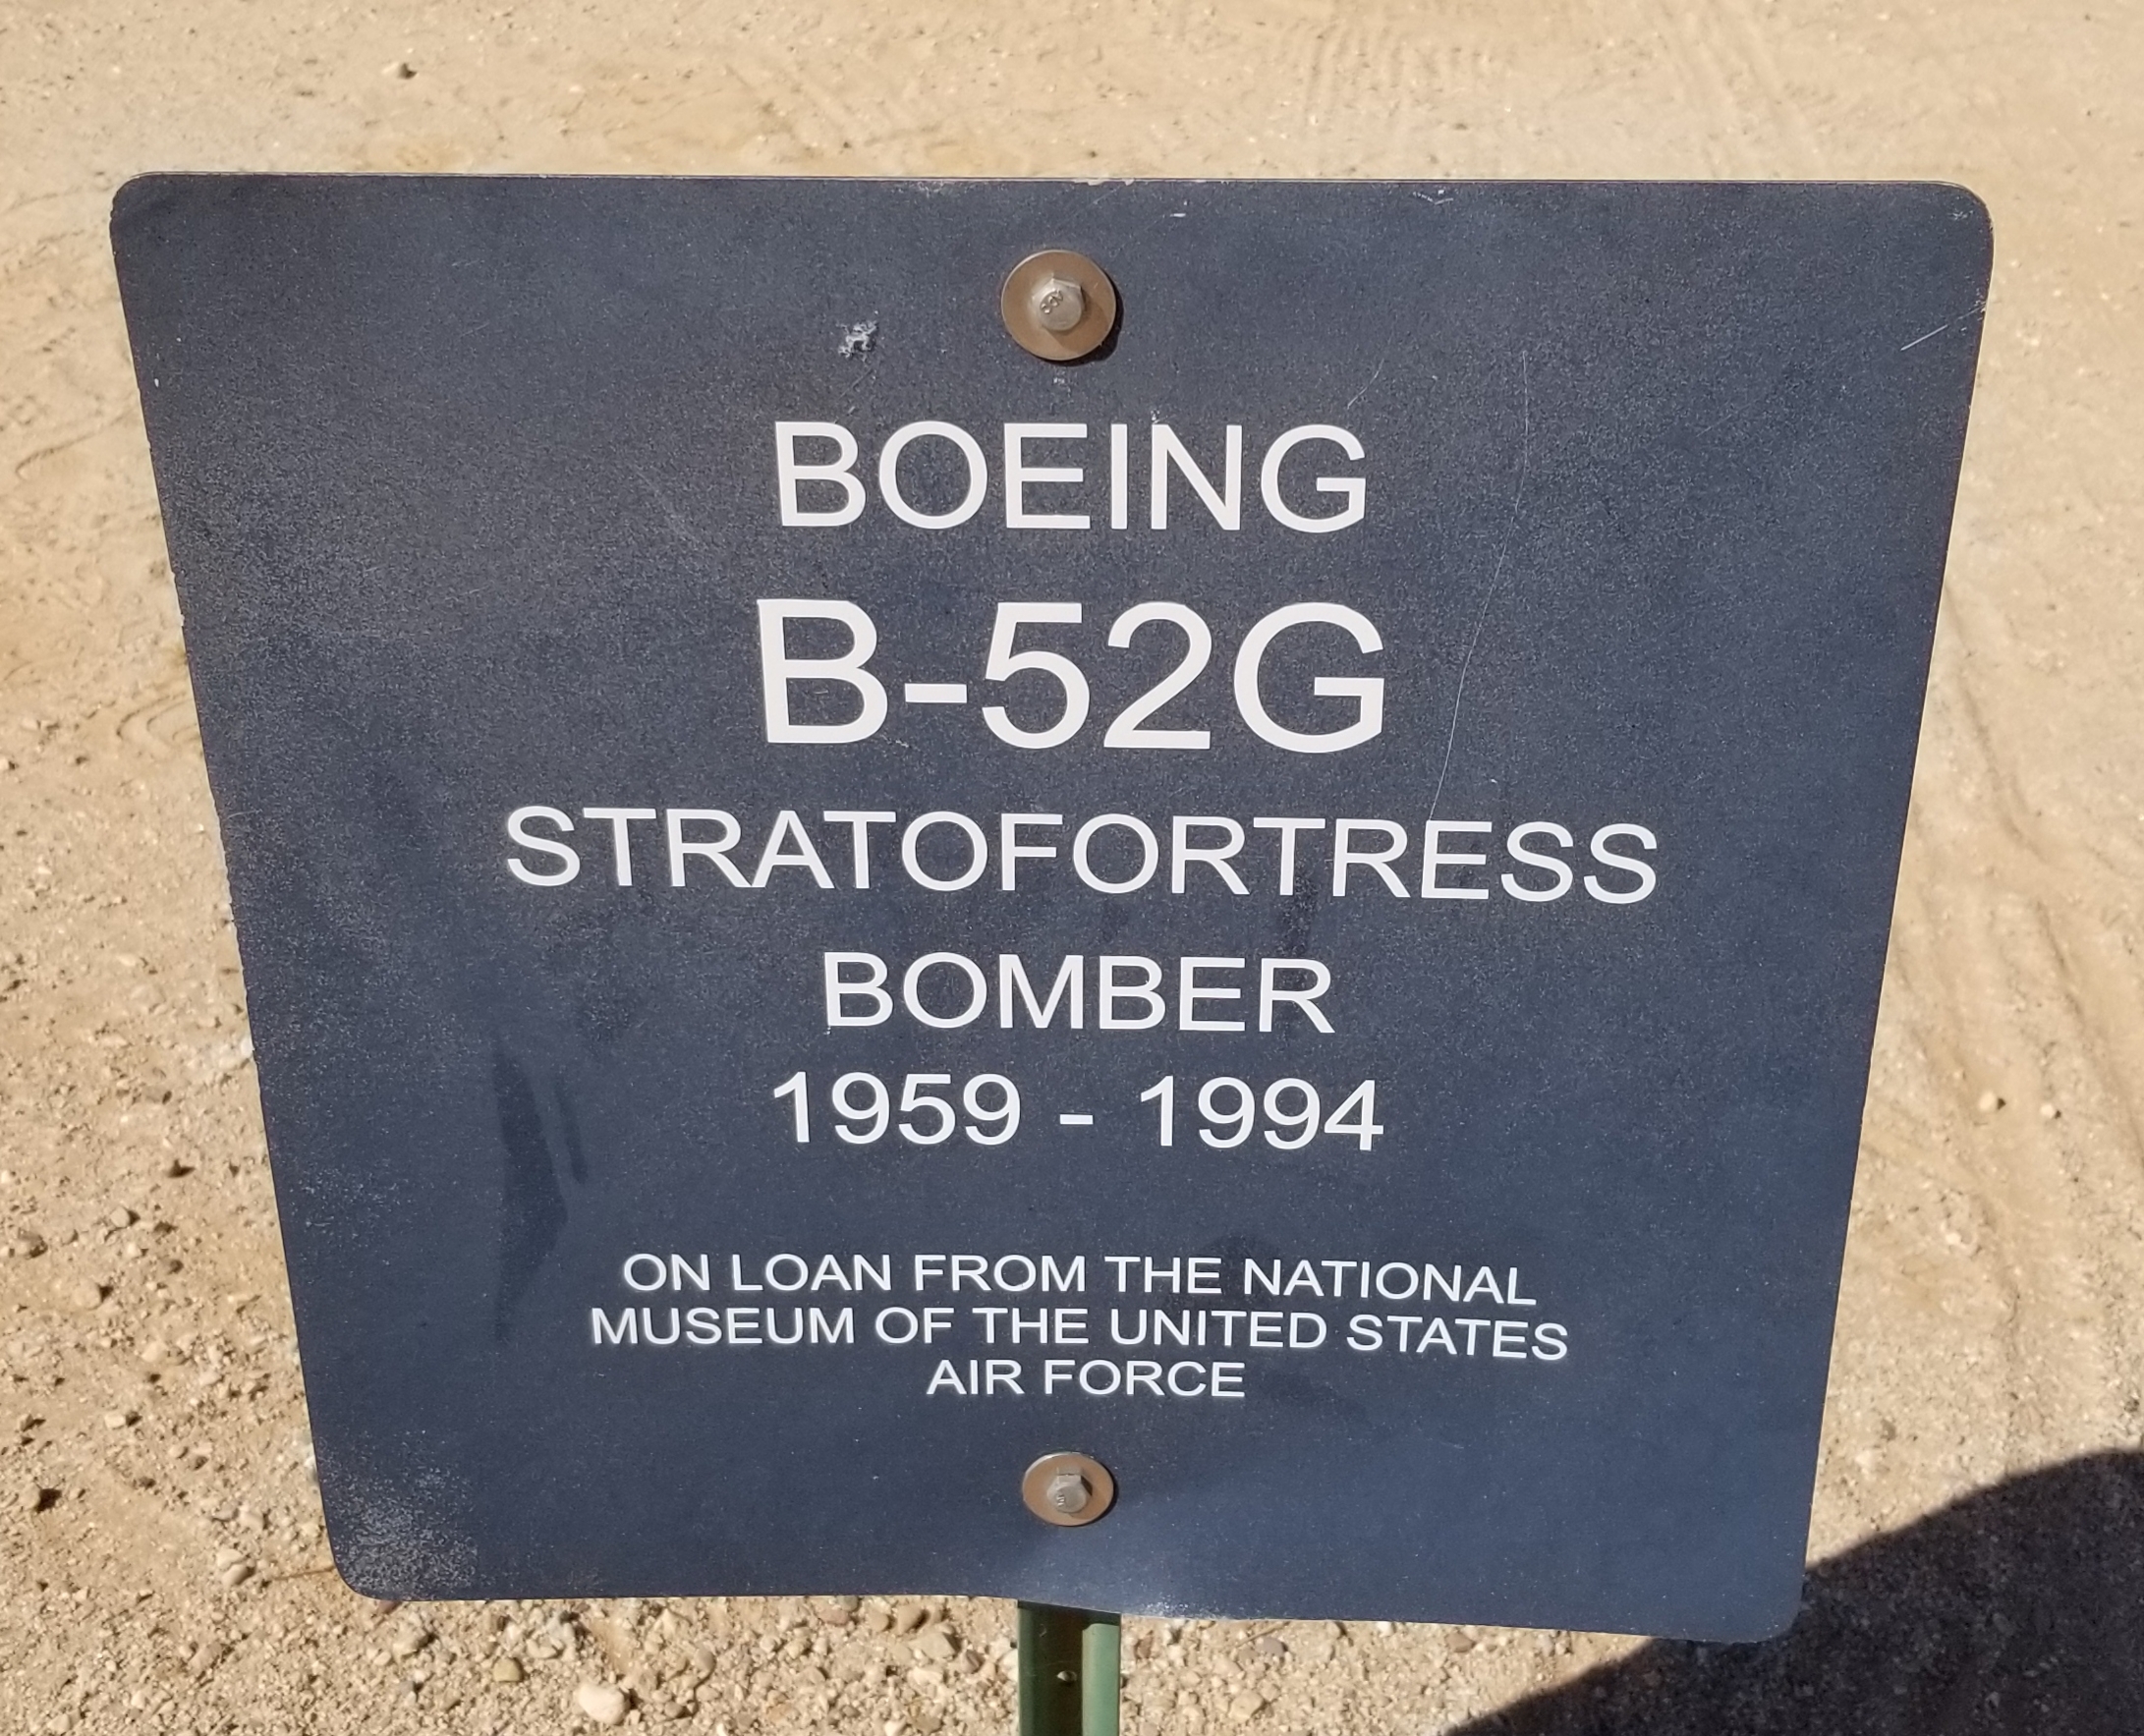 BOEING
B-52G
STRATOFORTRESS
BOMBER
1959 - 1994
ON LOAN FROM THE NATIONAL
MUSEUM OF THE UNITED STATES
AIR FORCE